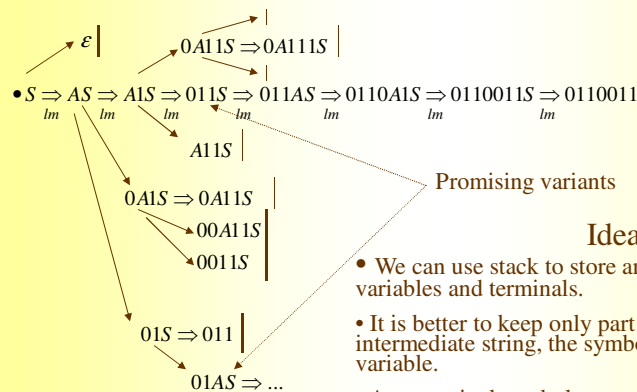 ε
0A11S ⇒ 0A111S
• S ⇒ AS ⇒ A1S ⇒ 011S ⇒ 011AS ⇒ 0110A1S ⇒ 0110011S ⇒ 0110011
lm lm lm lm lm lm
A11S
Promising variants
0A1S ⇒ 0A11S
00A11S
0011S
Idea
• We can use stack to store an
variables and terminals.
• It is better to keep only part
intermediate string, the symbo
variable.
01S ⇒ 011
01AS ⇒ ...